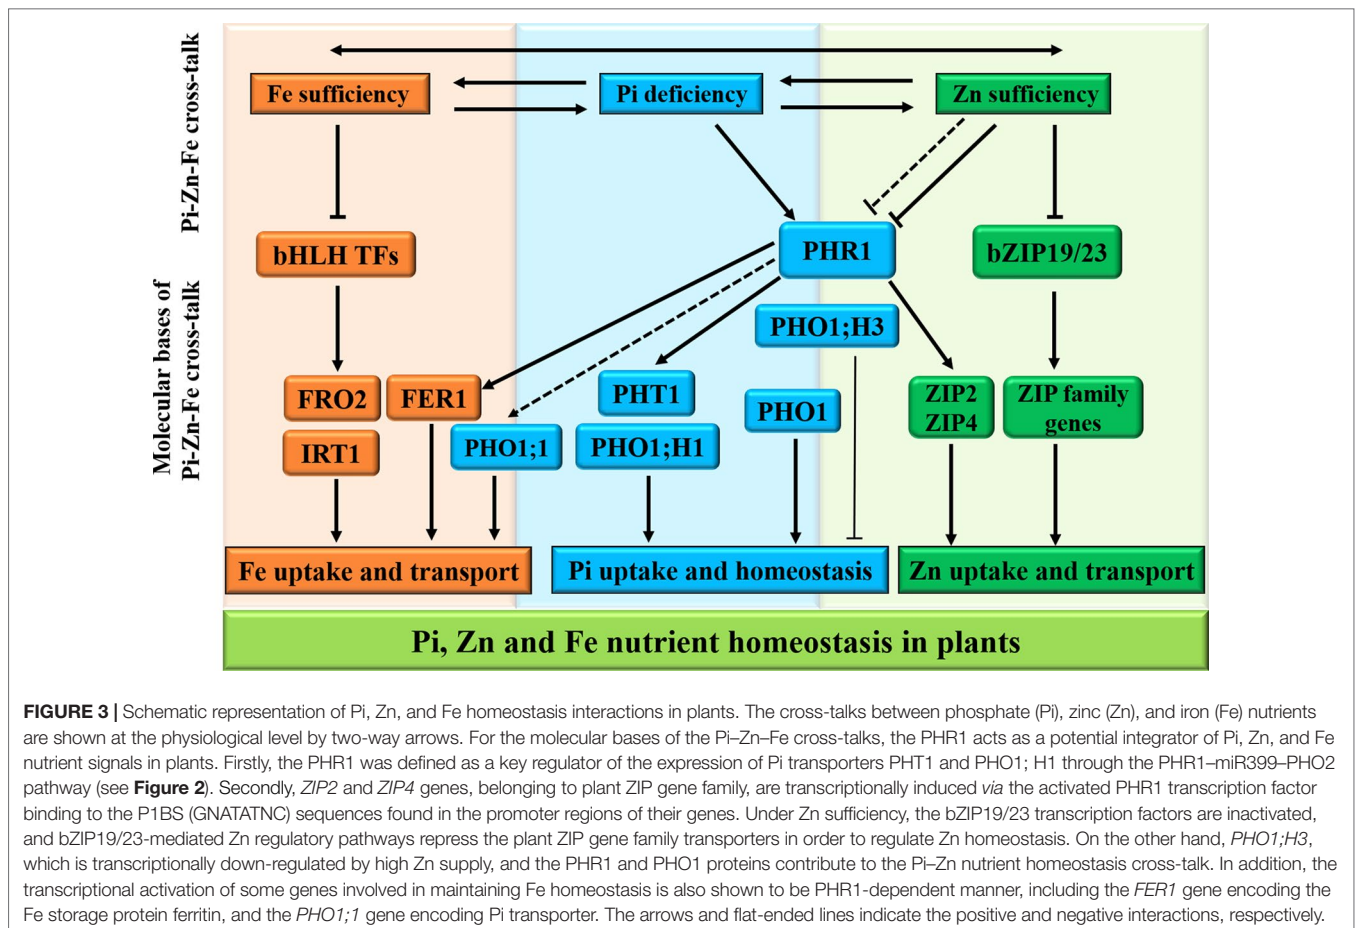 Pi-Zn-Fe cross-talk
Fe sufficiency
Pi deficiency
Zn sufficiency
Molecular bases of
Pi-Zn-Fe cross-talk
bHLH TFs
PHR1
bZIP19/23
PHO1;H3
FRO2
FER1
PHT1
PHO1
ZIP2
ZIP4
ZIP family
genes
IRT1
PHO1;1
PHO1;H1
Fe uptake and transport
Pi uptake and homeostasis
Zn uptake and transport
Pi, Zn and Fe nutrient homeostasis in plants
FIGURE 3 | Schematic representation of Pi, Zn, and Fe homeostasis interactions in plants. The cross-talks between phosphate (Pi), zinc (Zn), and iron (Fe) nutrients
are shown at the physiological level by two-way arrows. For the molecular bases of the Pi–Zn–Fe cross-talks, the PHR1 acts as a potential integrator of Pi, Zn, and Fe
nutrient signals in plants. Firstly, the PHR1 was defined as a key regulator of the expression of Pi transporters PHT1 and PHO1; H1 through the PHR1–miR399–PHO2
pathway (see Figure 2). Secondly, ZIP2 and ZIP4 genes, belonging to plant ZIP gene family, are transcriptionally induced via the activated PHR1 transcription factor
binding to the P1BS (GNATATNC) sequences found in the promoter regions of their genes. Under Zn sufficiency, the bZIP19/23 transcription factors are inactivated,
and bZIP19/23-mediated Zn regulatory pathways repress the plant ZIP gene family transporters in order to regulate Zn homeostasis. On the other hand, PHO1;H3,
which is transcriptionally down-regulated by high Zn supply, and the PHR1 and PHO1 proteins contribute to the Pi–Zn nutrient homeostasis cross-talk. In addition, the
transcriptional activation of some genes involved in maintaining Fe homeostasis is also shown to be PHR1-dependent manner, including the FER1 gene encoding the
Fe storage protein ferritin, and the PHO1;1 gene encoding Pi transporter. The arrows and flat-ended lines indicate the positive and negative interactions, respectively.